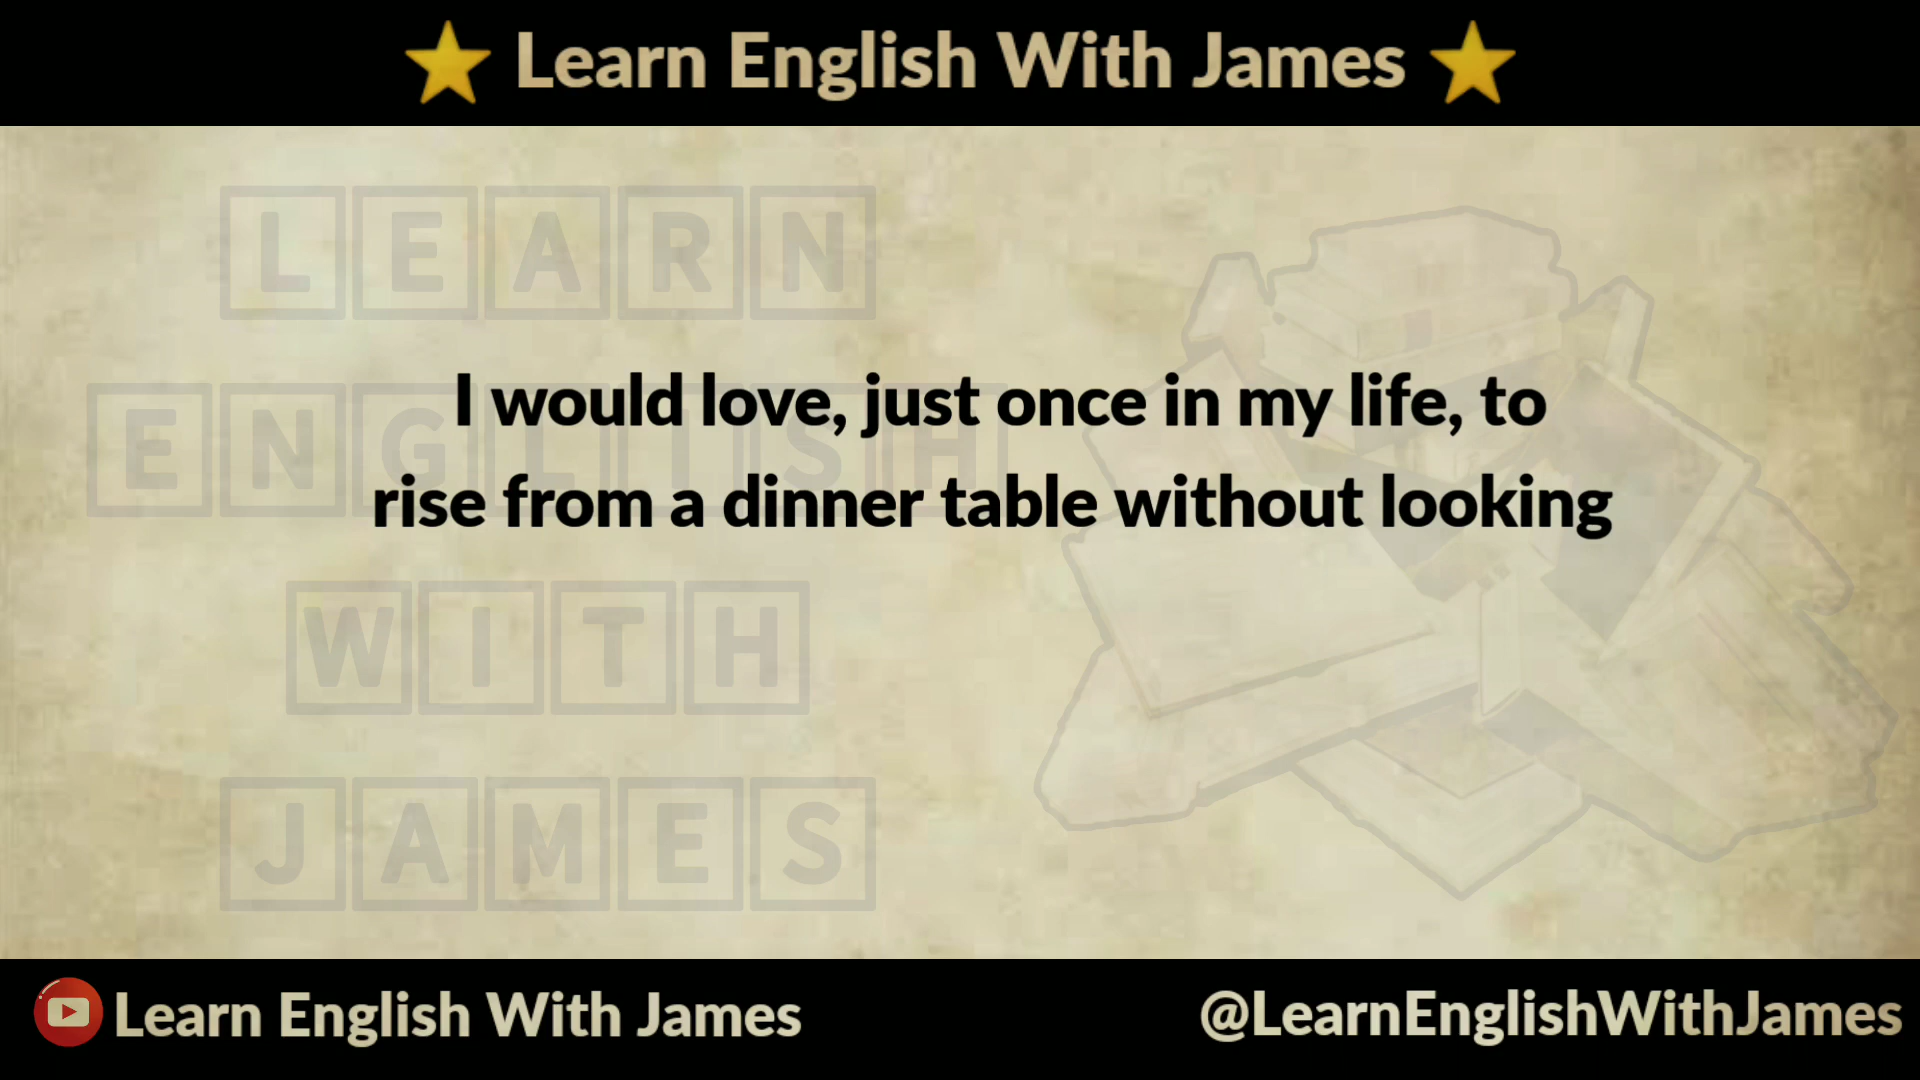 Learn English With James
LEARN
ENGLISH
WITH
JAMES
I would love, just once in my life, to
rise from a dinner table without looking
Learn English With James
@LearnEnglishWithJames